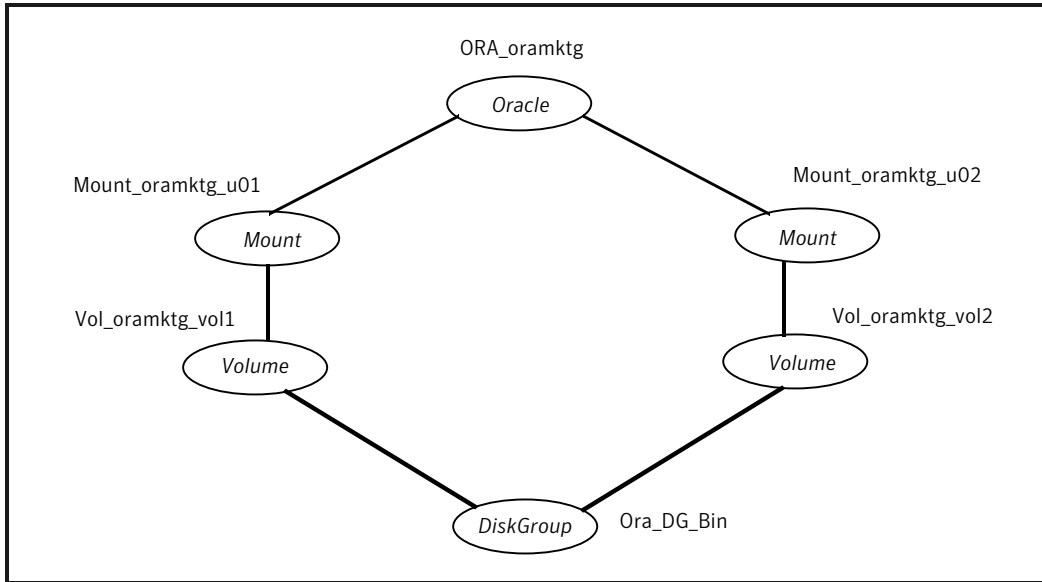 ORA_oramktg
Oracle
Mount_oramktg_u01
Mount_oramktg_u02
Mount
Mount
Vol_oramktg_vol1
Vol_oramktg_vol2
Volume
Volume
DiskGroup
Ora_DG_Bin